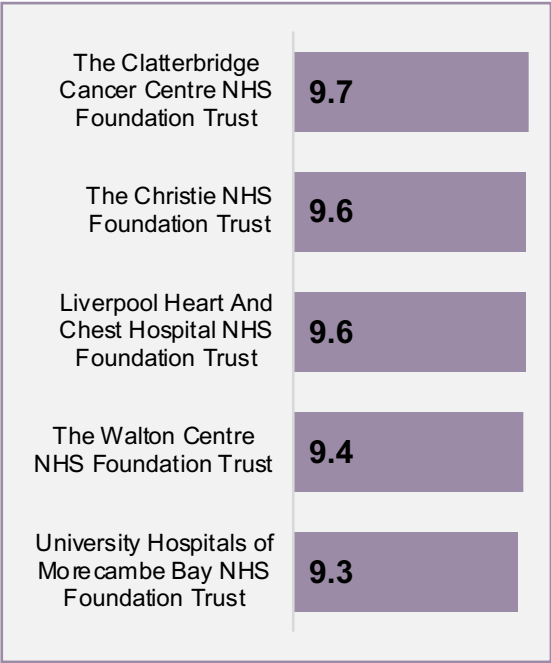 The Clatterbridge
Cancer Centre NHS
Foundation Trust
9.7
The Christie NHS
Foundation Trust
9.6
Liverpool Heart And
Chest Hospital NHS
Foundation Trust
9.6
The Walton Centre
NHS Foundation Trust
9.4
University Hospitals of
Morecambe Bay NHS
Foundation Trust
9.3